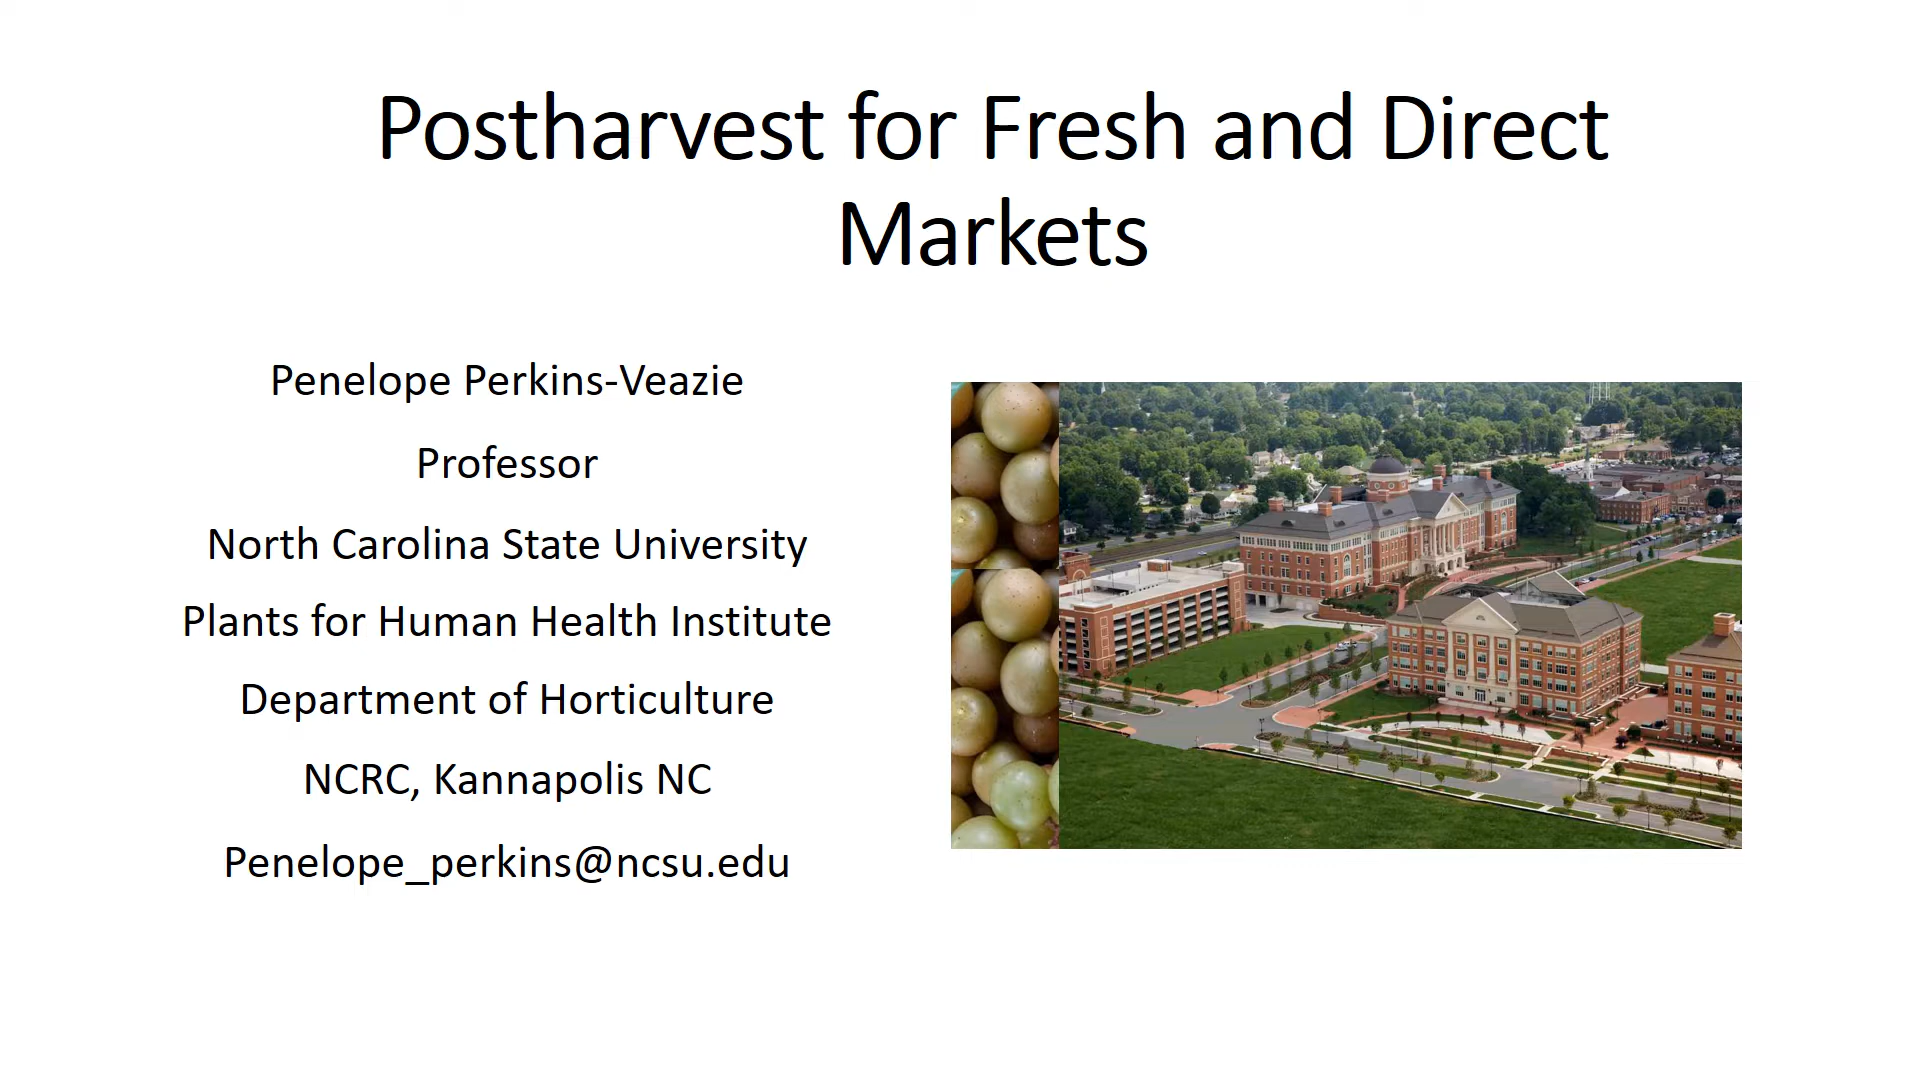 Postharvest for Fresh and Direct
Markets
Penelope Perkins-Veazie
Professor
North Carolina State University
Plants for Human Health Institute
Department of Horticulture
NCRC, Kannapolis NC
Penelope_perkins@ncsu.edu